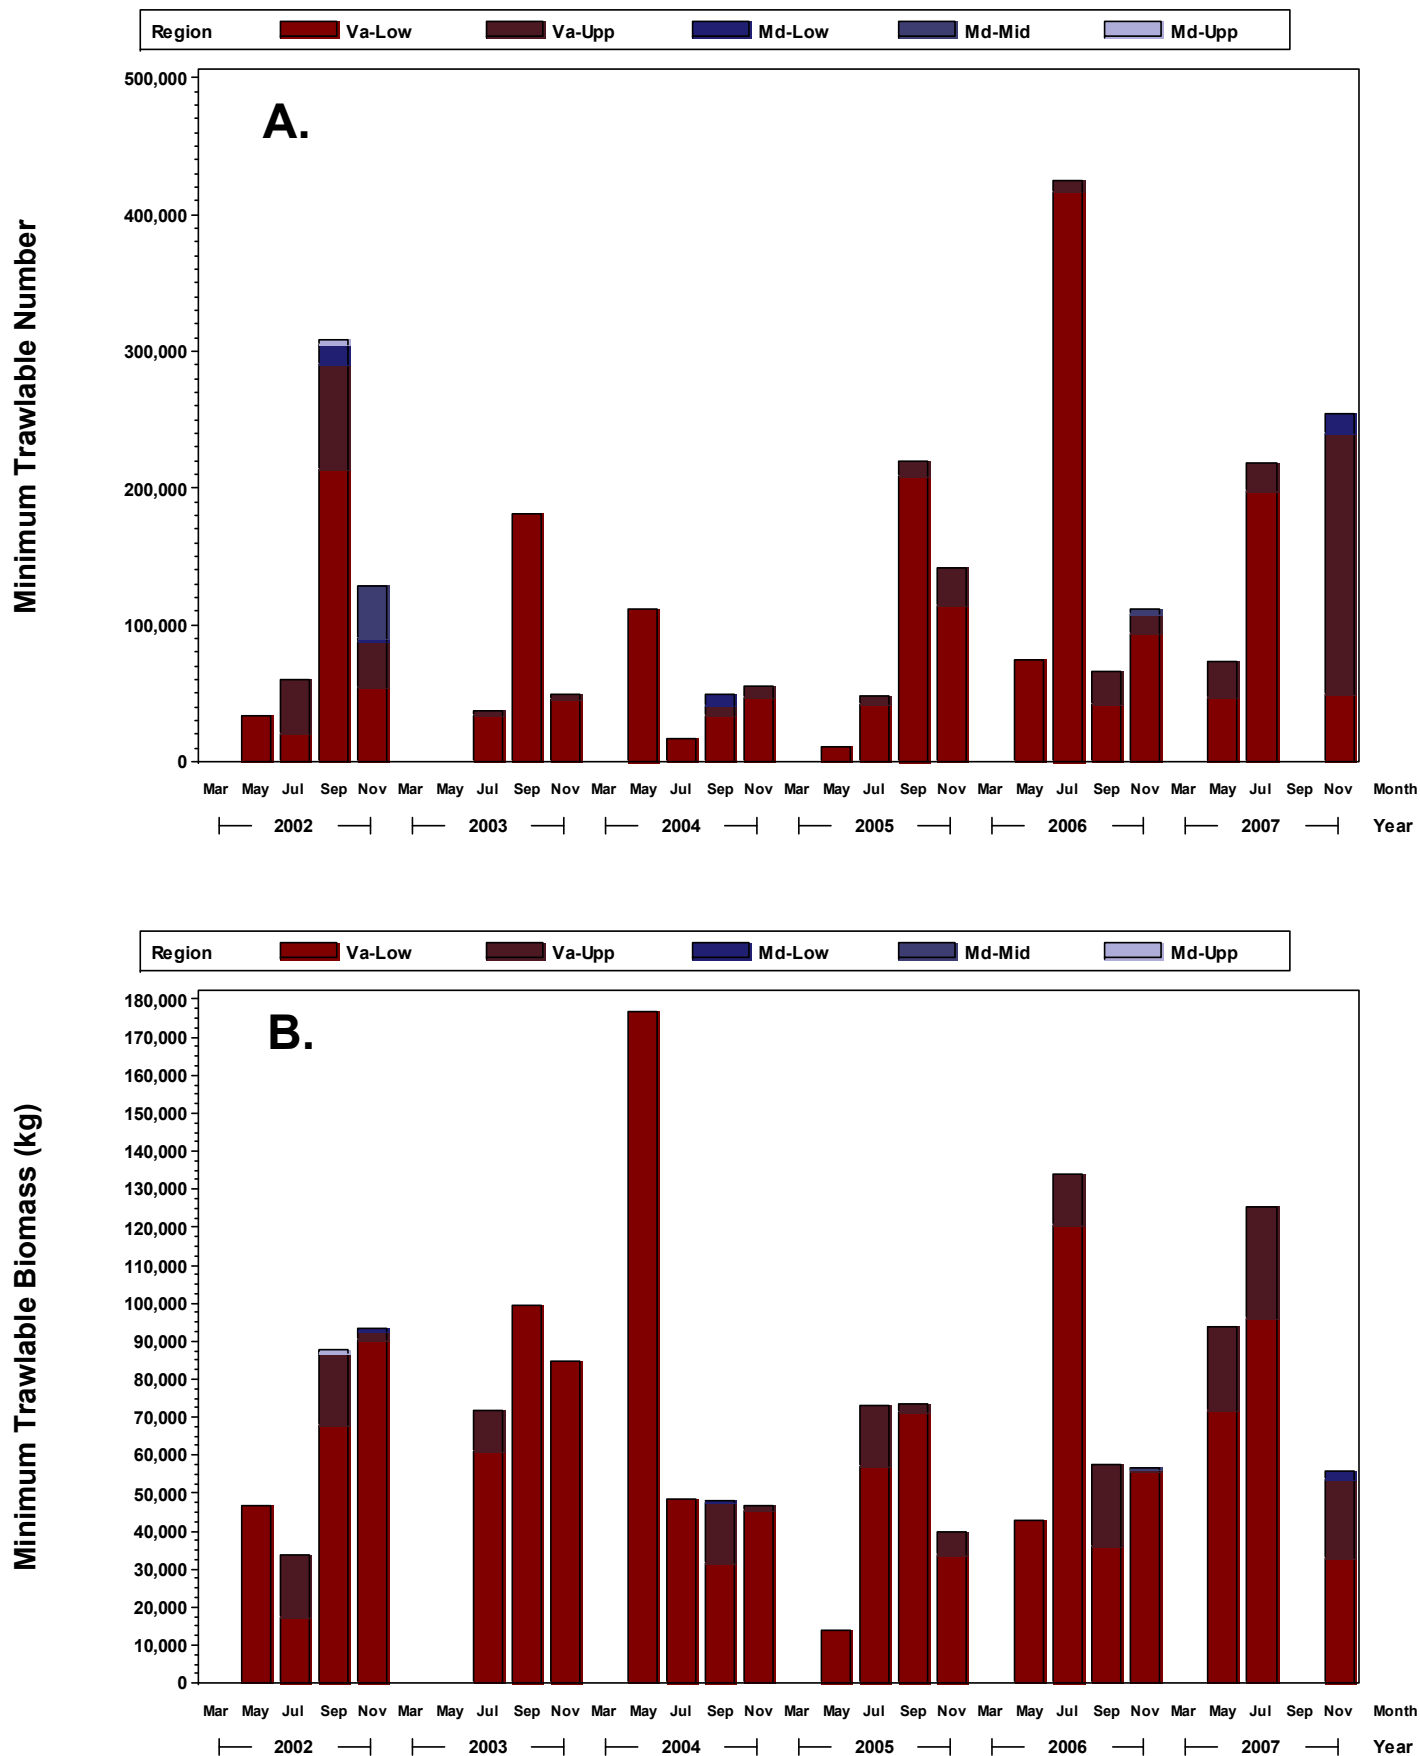 Region Va-Low Va-Upp Md-Low Md-Mid Md-Upp
A.
Minimum Trawlable Number
500,000
400,000
300,000
200,000
100,000
0
Mar May Jul Sep Nov Mar May Jul Sep Nov Mar May Jul Sep Nov Mar May Jul Sep Nov Mar May Jul Sep Nov Mar May Jul Sep Nov Month
2002 2003 2004 2005 2006 2007 Year
Region Va-Low Va-Upp Md-Low Md-Mid Md-Upp
B.
Minimum Trawlable Biomass (kg)
180,000
170,000
160,000
150,000
140,000
130,000
120,000
110,000
100,000
90,000
80,000
70,000
60,000
50,000
40,000
30,000
20,000
10,000
0
Mar May Jul Sep Nov Mar May Jul Sep Nov Mar May Jul Sep Nov Mar May Jul Sep Nov Mar May Jul Sep Nov Mar May Jul Sep Nov Month
2002 2003 2004 2005 2006 2007 Year